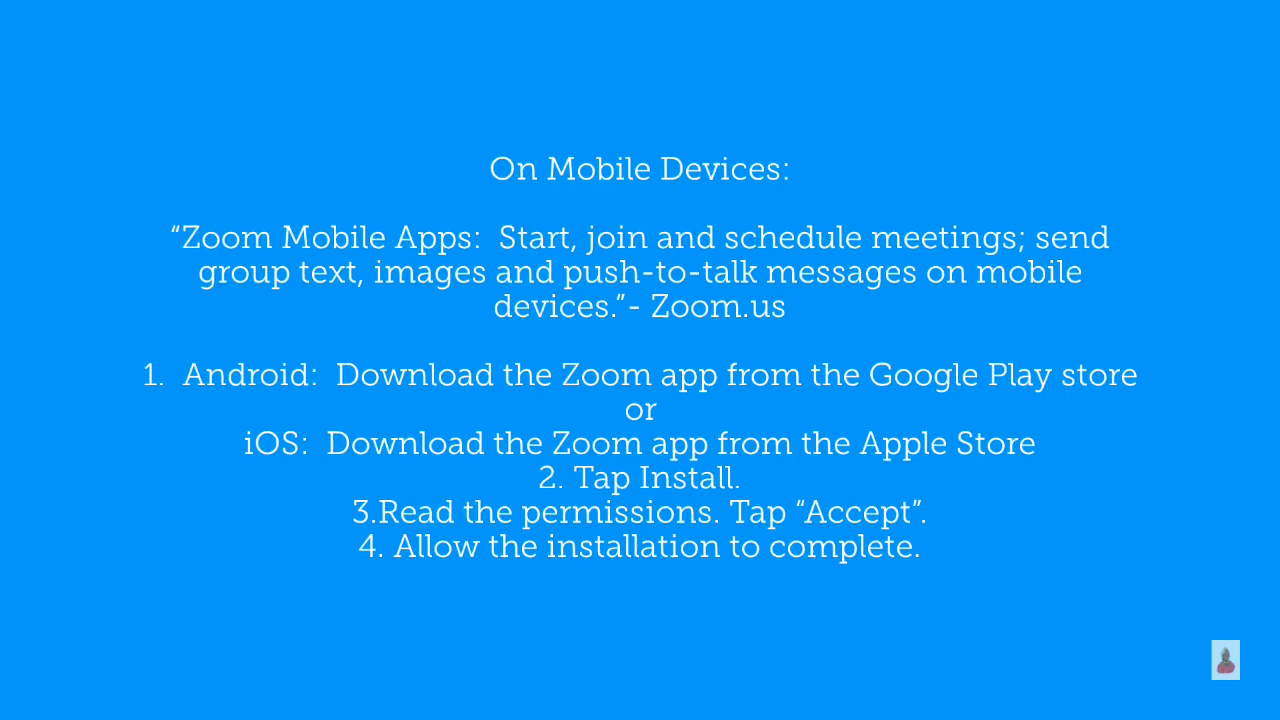 On Mobile Devices:
“Zoom Mobile Apps:  Start, join and schedule meetings; send
group text, images and push-to-talk messages on mobile
devices.”- Zoom.us
1.  Android:  Download the Zoom app from the Google Play store
or
iOS:  Download the Zoom app from the Apple Store
2. Tap Install.
3.Read the permissions. Tap “Accept”.
4. Allow the installation to complete.